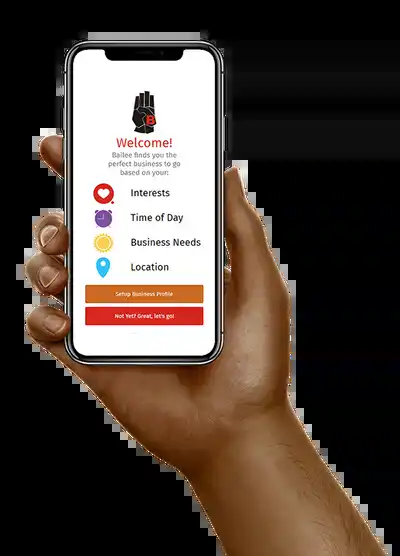 B
Welcome!
Bailee finds you the
perfect business to go
based on your:
Interests
Time of Day
Business Needs
Location
Setup Business Profile
Not Yet? Great, let's go!